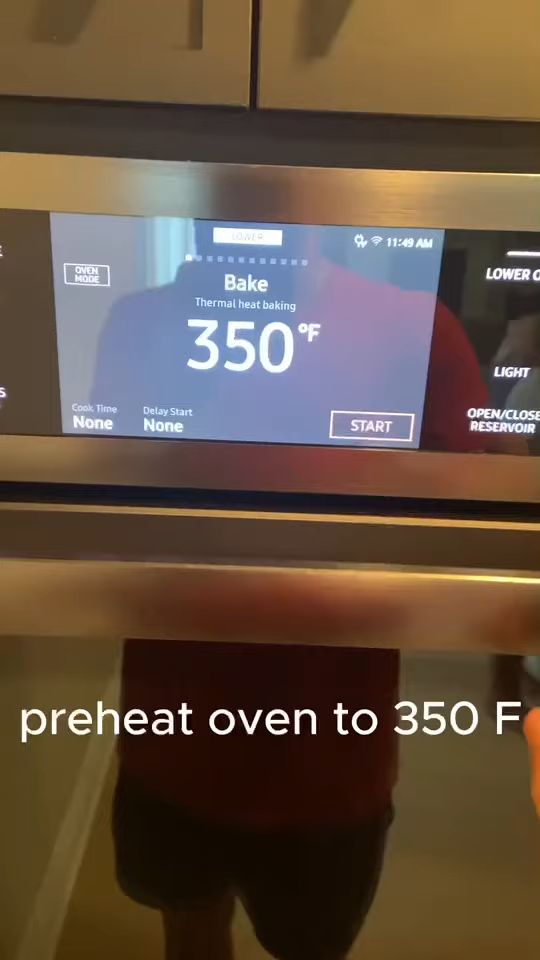 LOWER
11:49 AM
OVEN
MODE
Bake
Thermal heat baking
350°F
Cook Time
None
Delay Start
None
START
LOWER O
LIGHT
OPEN/CLOSE
RESERVOIR
preheat oven to 350 F